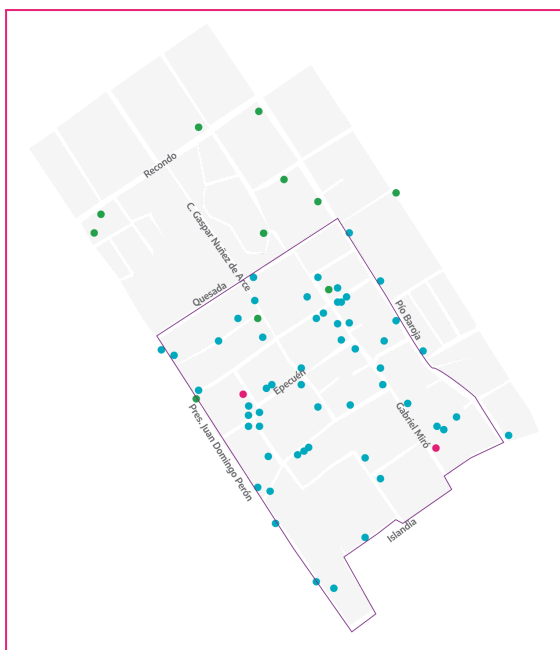 Recondo
C. Gaspar Nuñez de Arce
Quesada
Pío Baroja
Epecuén
Gabriel Miró
Pres. Juan Domingo Perón
Islandia